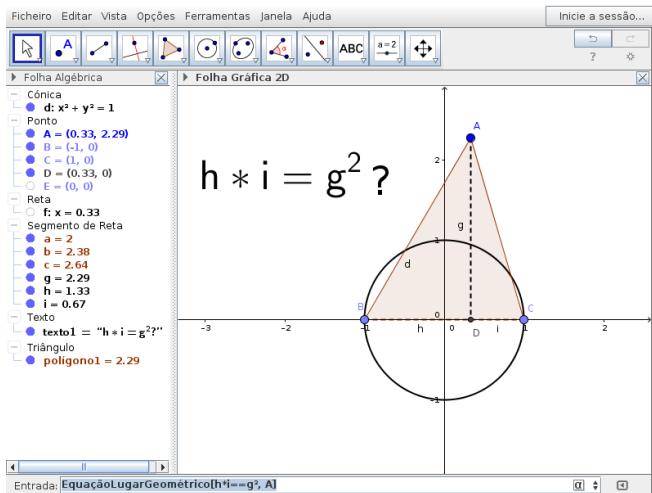 Ficheiro Editar Vista Opções Ferramentas Janela Ajuda
Inicie a sessão...
A
α
ABC
a=2
?
Folha Algébrica
Folha Gráfica 2D
Cónica
d: x² + y² = 1
Ponto
A = (0.33, 2.29)
B = (-1, 0)
C = (1, 0)
D = (0.33, 0)
E = (0, 0)
Reta
f: x = 0.33
Segmento de Reta
a = 2
b = 2.38
c = 2.64
g = 2.29
h = 1.33
i = 0.67
Texto
texto1 = "h∗i = g²?"
Triângulo
polígono1 = 2.29
h ∗ i = g² ?
A
2
g
1
d
B
C
0
-3
-2
-1
h
0
D
i
1
2
-1
Entrada: EquaçãoLugarGeométrico[h*i==g², A]
α